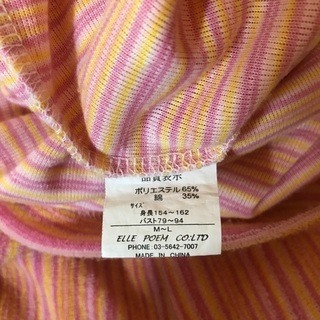 品質表示
ポリエステル 65%
綿 35%
サイズ
身長154～162
バスト79～94
M～L
ELLE POEM CO:LTD
PHONE:03-5642-7007
MADE IN CHINA